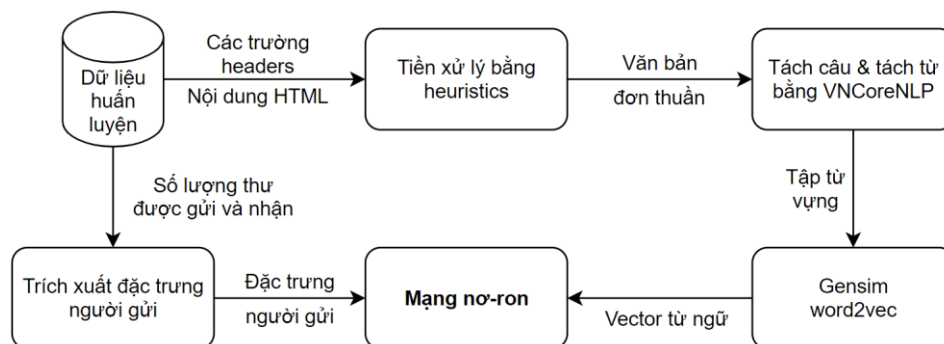 Dữ liệu
huấn
luyện
Các trường
headers
Nội dung HTML
Tiền xử lý bằng
heuristics
Văn bản
đơn thuần
Tách câu & tách từ
bằng VNCoreNLP
Số lượng thư
được gửi và nhận
Tập từ
vựng
Trích xuất đặc trưng
người gửi
Đặc trưng
người gửi
Mạng nơ-ron
Vector từ ngữ
Gensim
word2vec